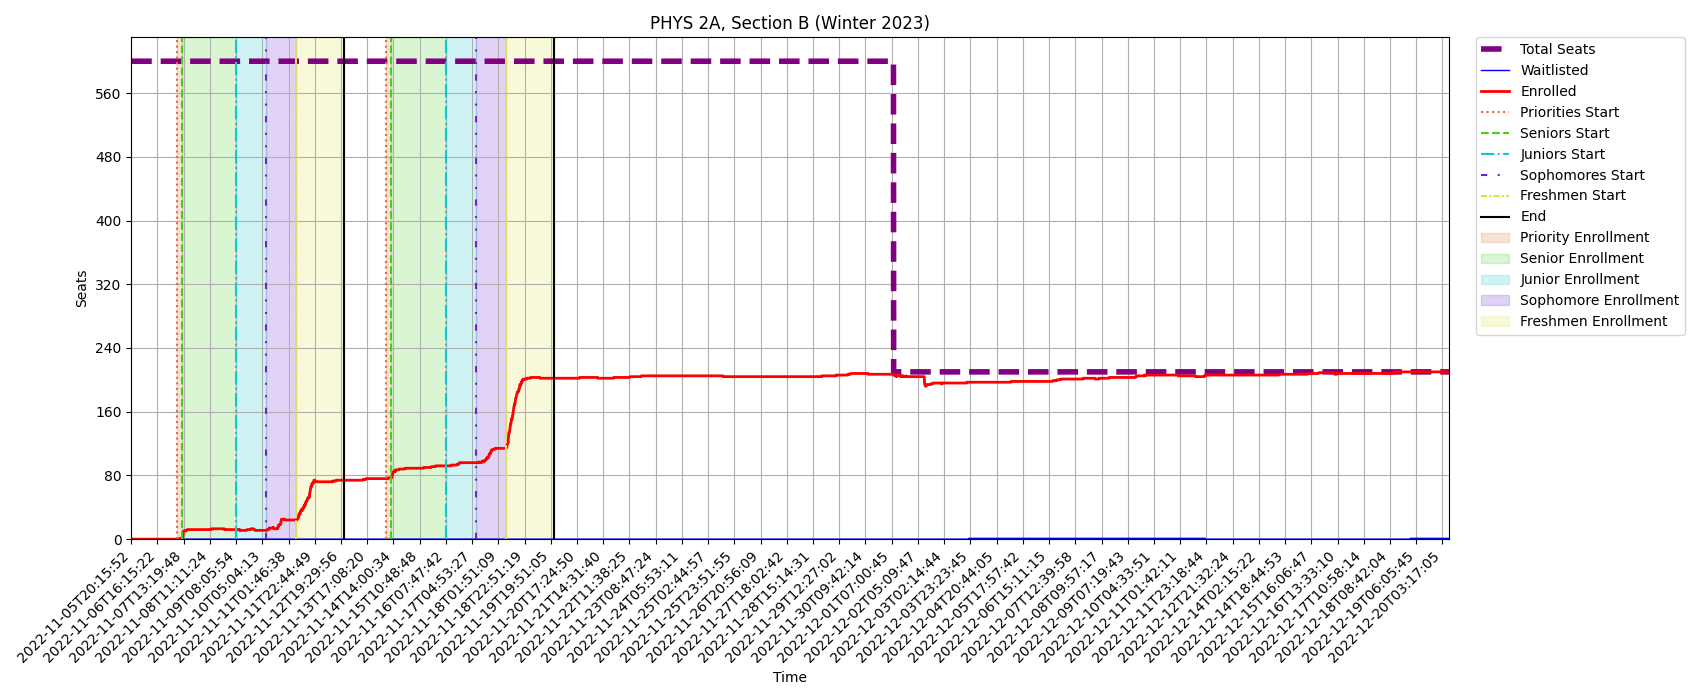 PHYS 2A, Section B (Winter 2023)
Seats
560
480
400
320
240
160
80
0
2022-11-05T20:15:52
2022-11-06T16:15:22
2022-11-07T13:19:48
2022-11-08T11:11:24
2022-11-09T08:05:54
2022-11-10T05:04:13
2022-11-11T01:46:38
2022-11-11T22:44:49
2022-11-12T19:29:56
2022-11-13T17:08:20
2022-11-14T14:00:34
2022-11-15T10:48:48
2022-11-16T07:47:42
2022-11-17T04:53:27
2022-11-18T01:51:09
2022-11-18T22:51:19
2022-11-19T19:51:05
2022-11-20T17:24:50
2022-11-21T14:31:40
2022-11-22T11:38:25
2022-11-23T08:47:24
2022-11-24T05:53:11
2022-11-25T02:44:57
2022-11-25T23:51:55
2022-11-26T20:56:09
2022-11-27T18:02:42
2022-11-28T15:14:31
2022-11-29T12:27:02
2022-11-30T09:42:14
2022-12-01T07:00:45
2022-12-02T05:09:47
2022-12-03T02:14:44
2022-12-03T23:23:45
2022-12-04T20:44:05
2022-12-05T17:57:42
2022-12-06T15:11:15
2022-12-07T12:39:58
2022-12-08T09:57:17
2022-12-09T07:19:43
2022-12-10T04:33:51
2022-12-11T01:42:11
2022-12-11T23:18:44
2022-12-12T21:32:24
2022-12-14T02:15:22
2022-12-14T18:44:53
2022-12-15T16:06:47
2022-12-16T13:33:10
2022-12-17T10:58:14
2022-12-18T08:42:04
2022-12-19T06:05:45
2022-12-20T03:17:05
Time
Total Seats
Waitlisted
Enrolled
Priorities Start
Seniors Start
Juniors Start
Sophomores Start
Freshmen Start
End
Priority Enrollment
Senior Enrollment
Junior Enrollment
Sophomore Enrollment
Freshmen Enrollment